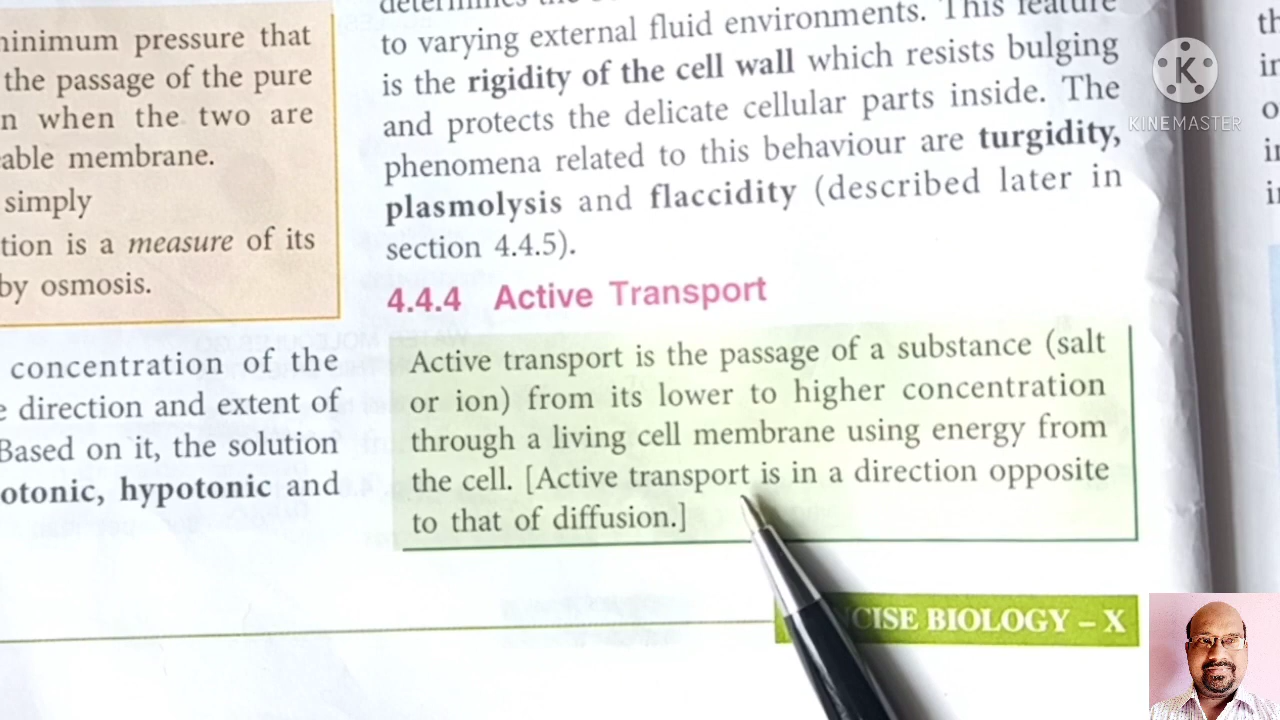 minimum pressure that
the passage of the pure
n when the two are
able membrane.
simply
tion is a measure of its
by osmosis.
concentration of the
e direction and extent of
Based on it, the solution
otonic, hypotonic and
to varying external fluid environments. This feature
is the rigidity of the cell wall which resists bulging
and protects the delicate cellular parts inside. The
phenomena related to this behaviour are turgidity,
plasmolysis and flaccidity (described later in
section 4.4.5).
4.4.4 Active Transport
Active transport is the passage of a substance (salt
or ion) from its lower to higher concentration
through a living cell membrane using energy from
the cell. [Active transport is in a direction opposite
to that of diffusion.]
CISE BIOLOGY – X
K
KINEMASTER